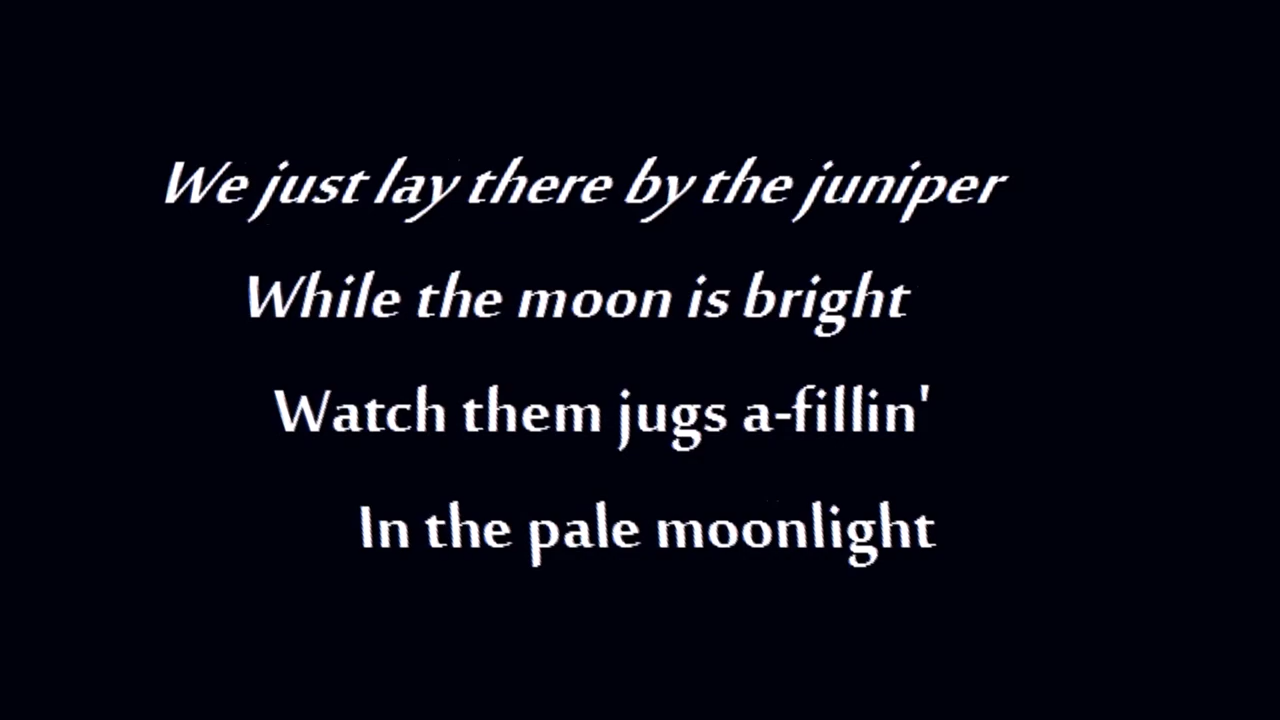 We just lay there by the juniper
While the moon is bright
Watch them jugs a-fillin'
In the pale moonlight